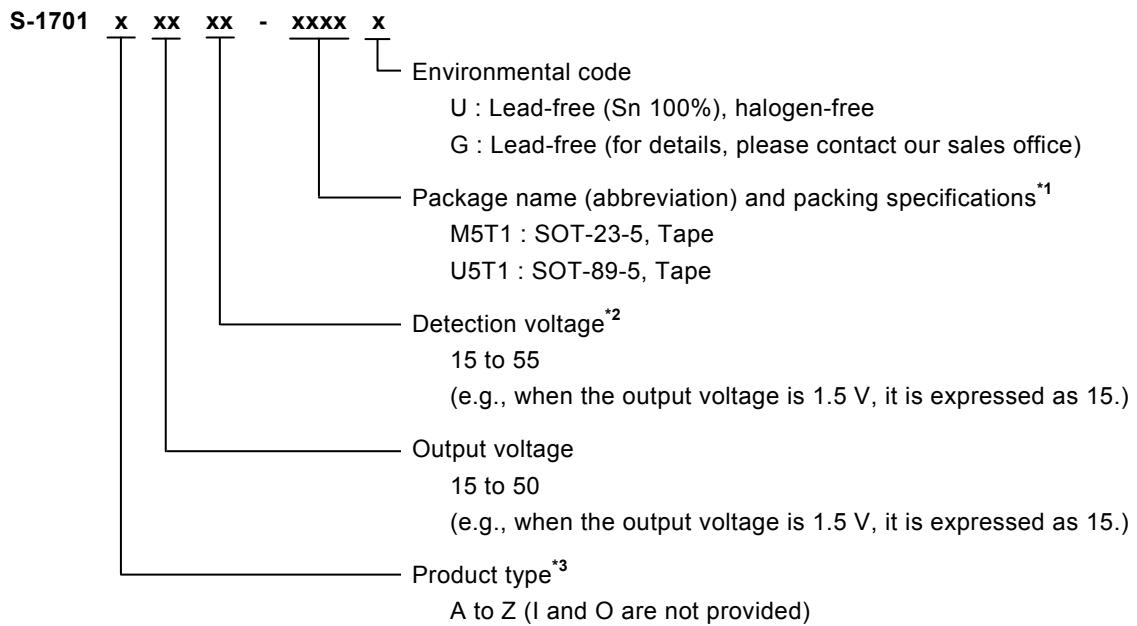 S-1701 x xx xx - xxxx x
Environmental code
U : Lead-free (Sn 100%), halogen-free
G : Lead-free (for details, please contact our sales office)
Package name (abbreviation) and packing specifications*1
M5T1 : SOT-23-5, Tape
U5T1 : SOT-89-5, Tape
Detection voltage*2
15 to 55
(e.g., when the output voltage is 1.5 V, it is expressed as 15.)
Output voltage
15 to 50
(e.g., when the output voltage is 1.5 V, it is expressed as 15.)
Product type*3
A to Z (I and O are not provided)